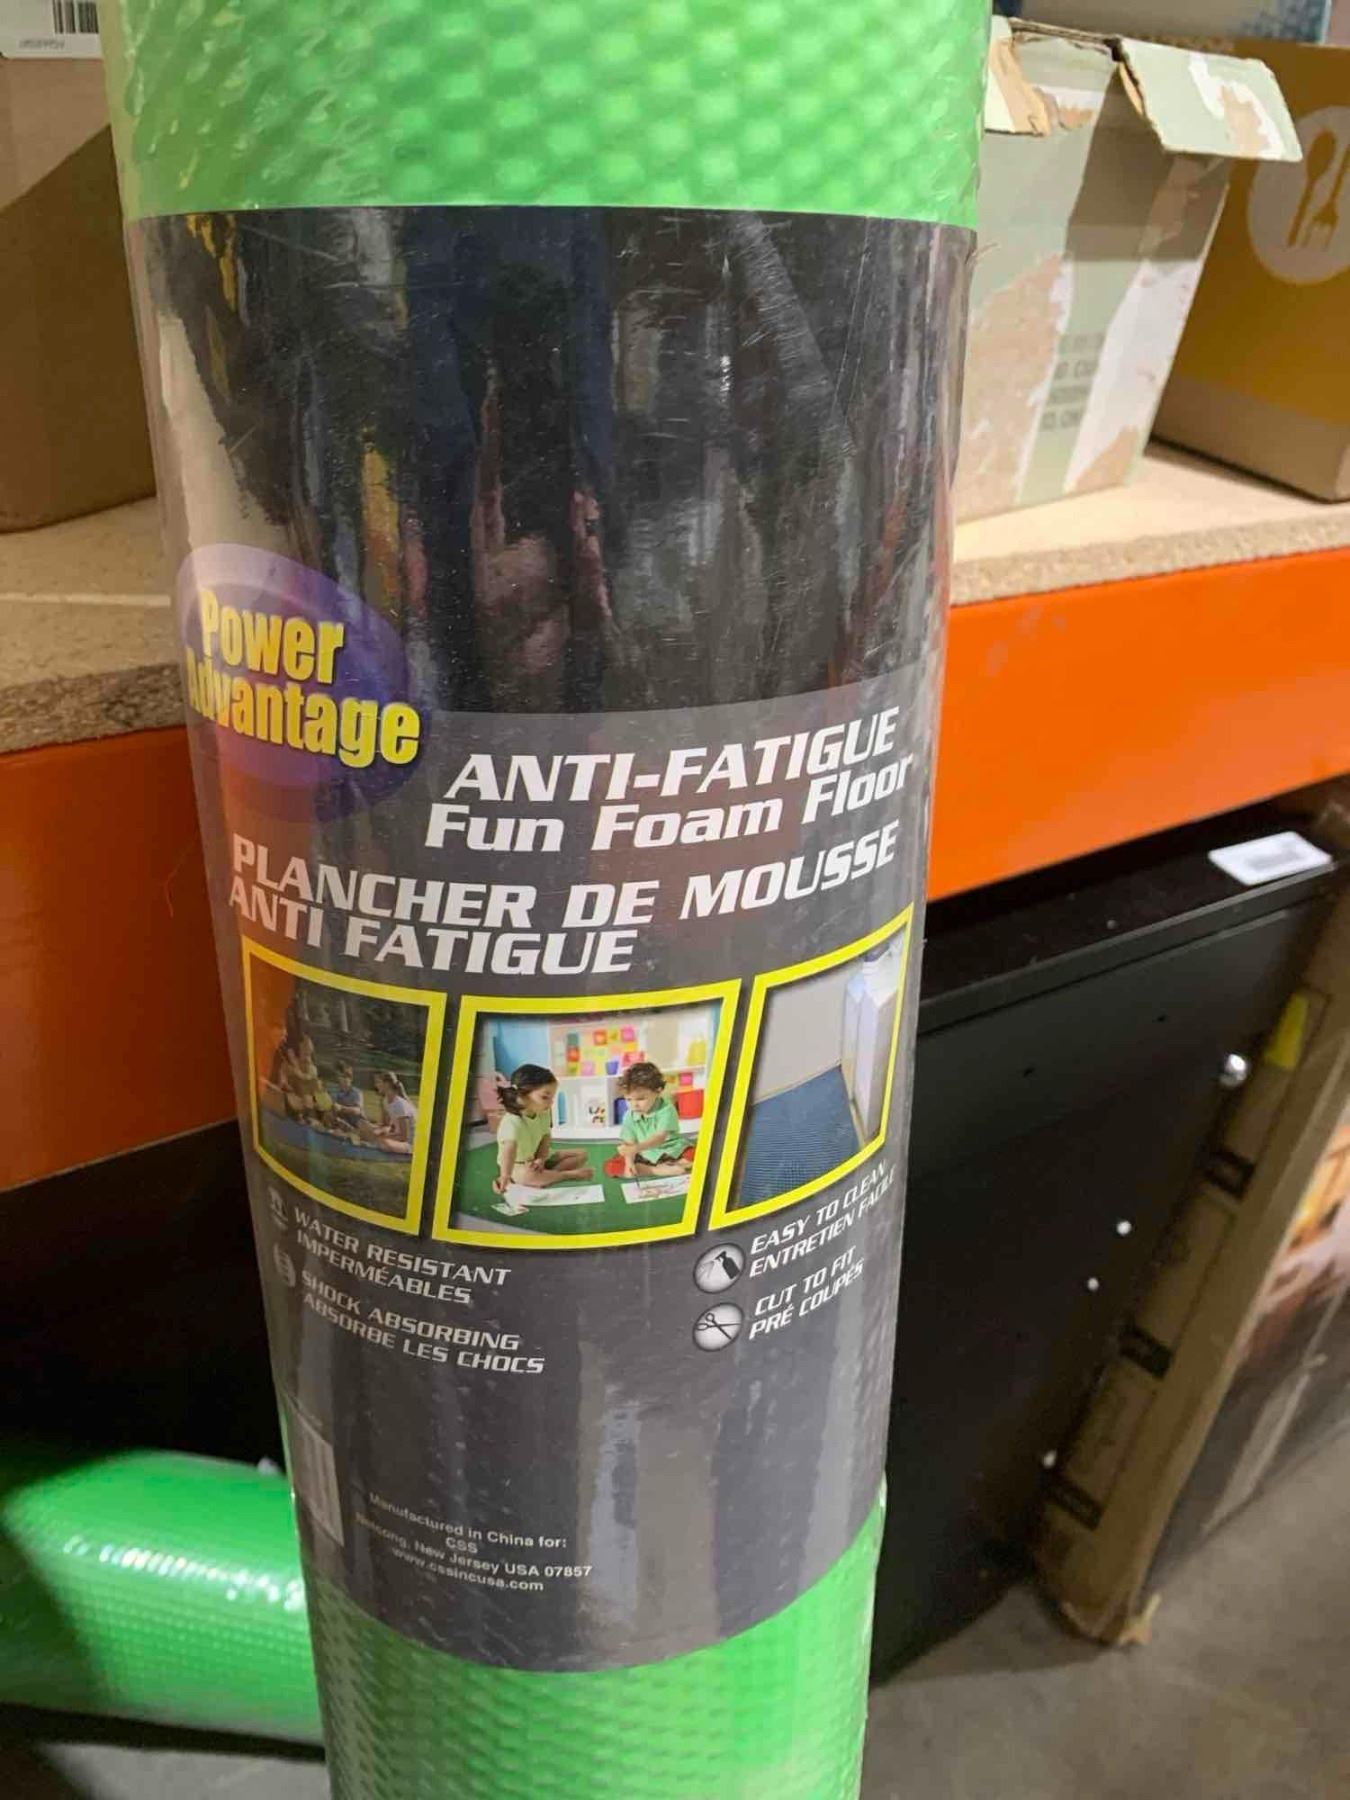 Power
Advantage
ANTI-FATIGUE
Fun Foam Floor
PLANCHER DE MOUSSE
ANTI FATIGUE
WATER RESISTANT
IMPERMÉABLES
SHOCK ABSORBING
ABSORBE LES CHOCS
EASY TO CLEAN
ENTRETIEN FACILE
CUT TO FIT
PRÉ COUPÉS
Manufactured in China for:
CSS
Netcong, New Jersey USA 07857
www.cssincusa.com